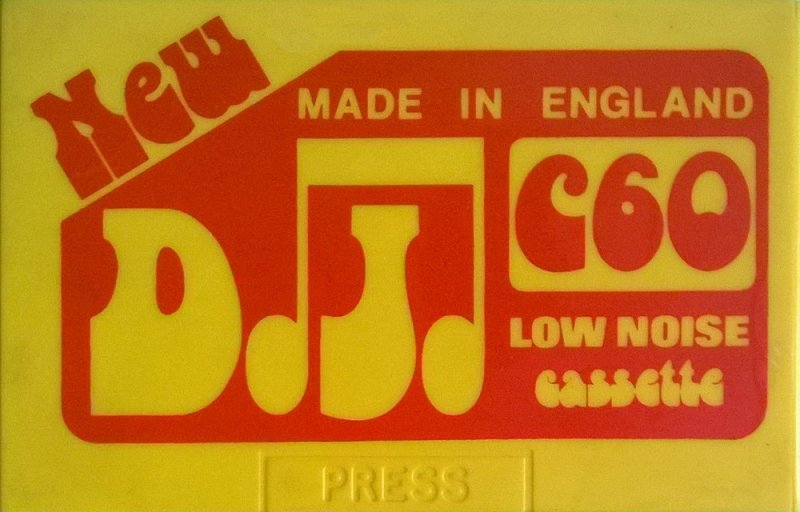 New
MADE IN ENGLAND
D.J.
C60
LOW NOISE
cassette
PRESS